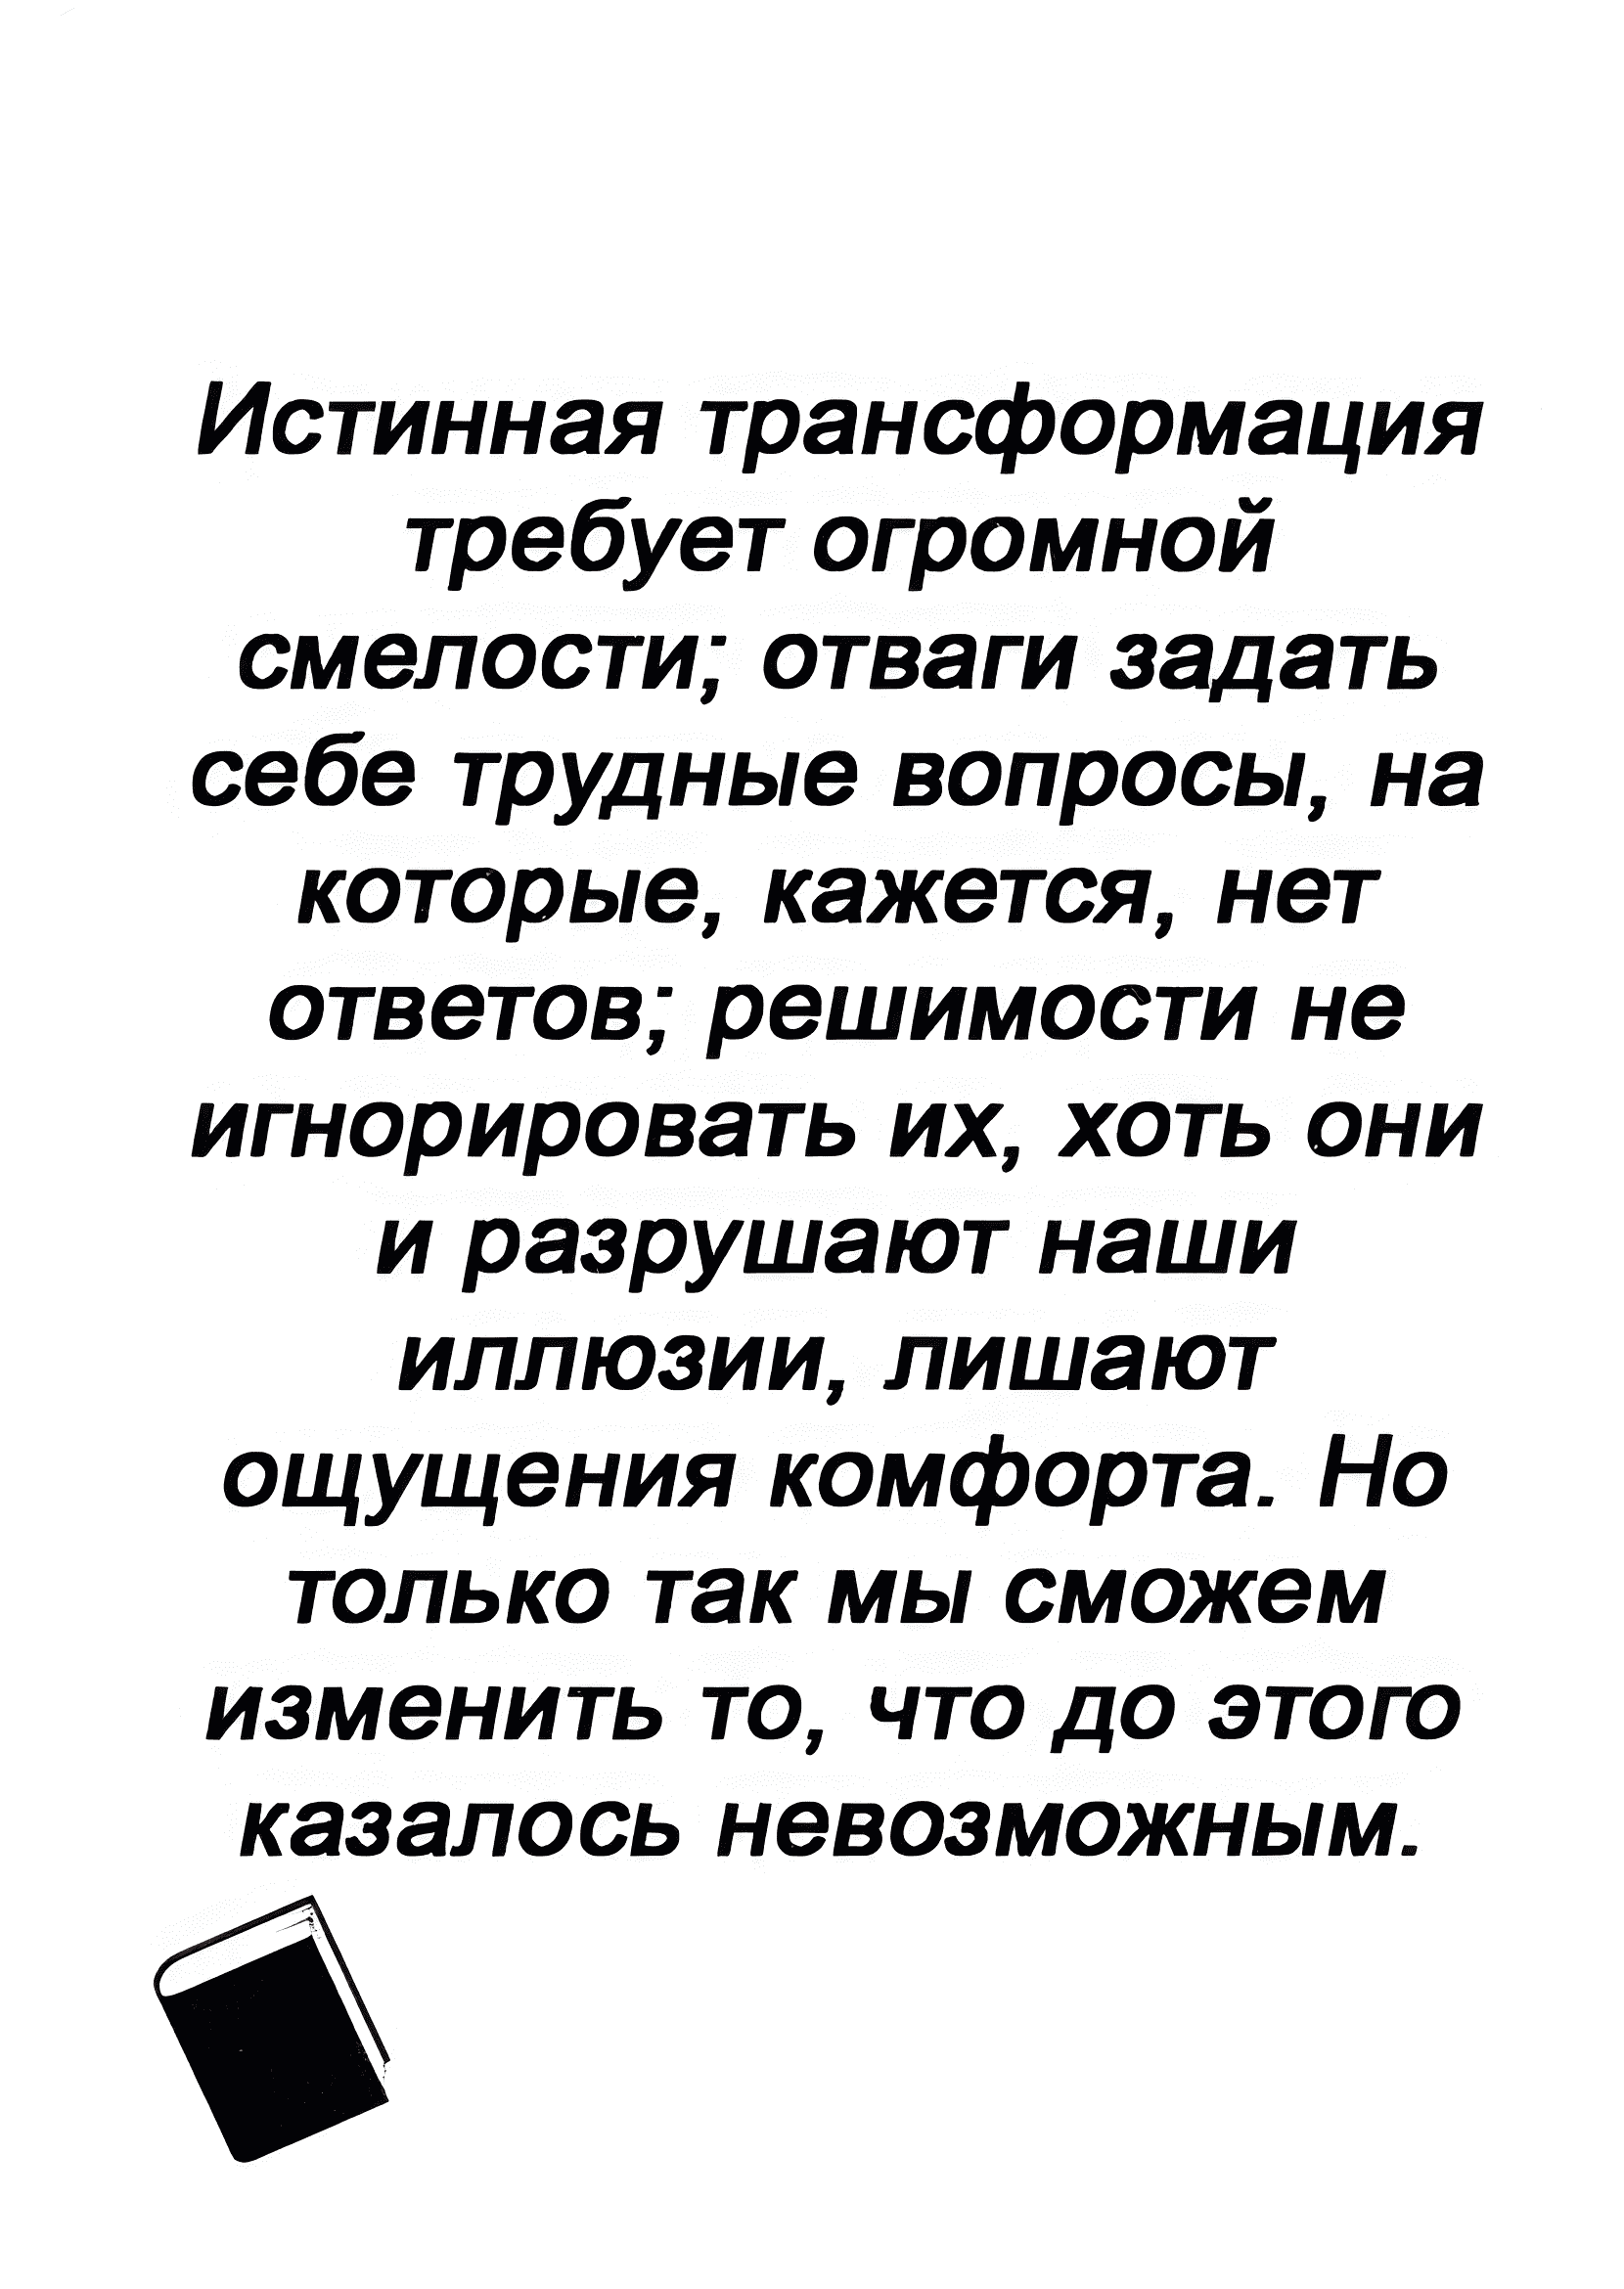 Истинная трансформация
требует огромной
смелости; отваги задать
себе трудные вопросы, на
которые, кажется, нет
ответов; решимости не
игнорировать их, хоть они
и разрушают наши
иллюзии, лишают
ощущения комфорта. Но
только так мы сможем
изменить то, что до этого
казалось невозможным.